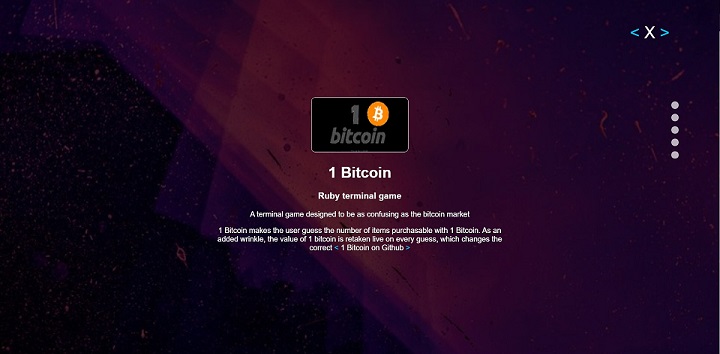 < X >
1
bitcoin
1 Bitcoin
Ruby terminal game
A terminal game designed to be as confusing as the bitcoin market
1 Bitcoin makes the user guess the number of items purchasable with 1 Bitcoin. As an
added wrinkle, the value of 1 bitcoin is retaken live on every guess, which changes the
correct < 1 Bitcoin on Github >